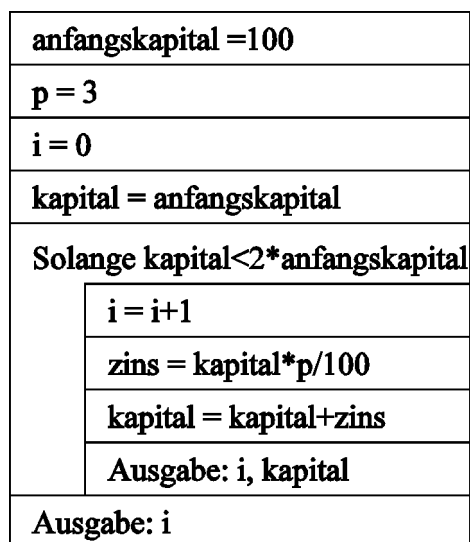 anfangskapital =100
p = 3
i = 0
kapital = anfangskapital
Solange kapital<2*anfangskapital
i = i+1
zins = kapital*p/100
kapital = kapital+zins
Ausgabe: i, kapital
Ausgabe: i